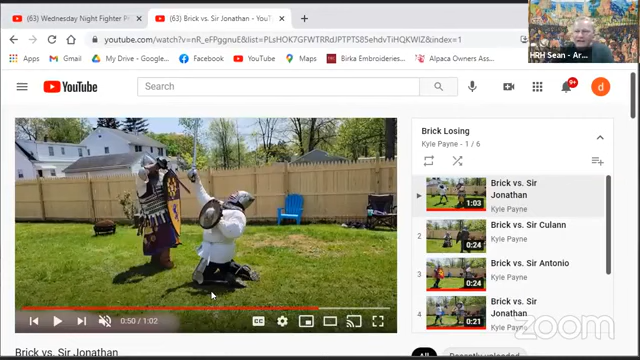 (63) Wednesday Night Fighter Pr
(63) Brick vs. Sir Jonathan - YouT
youtube.com/watch?v=nR_eFPggnuE&list=PLsHOK7GFWTRRdJPTPTS85ehdvTiHQKWIZ&index=1
Apps
Gmail
My Drive - Google...
Facebook
YouTube
Birka Embroideries...
Alpaca Owners Ass...
HRH Sean - Ar...
YouTube
Search
9+
d
Brick Losing
Kyle Payne - 1 / 6
Brick vs. Sir
Jonathan
Kyle Payne
1:03
2
Brick vs. Sir Culann
Kyle Payne
0:24
3
Brick vs. Sir Antonio
Kyle Payne
0:24
4
Brick vs. Sir
Jonathan
Kyle Payne
0:21
0:50 / 1:02
CC
zoom
Brick vs. Sir Jonathan
All
Recently uploaded